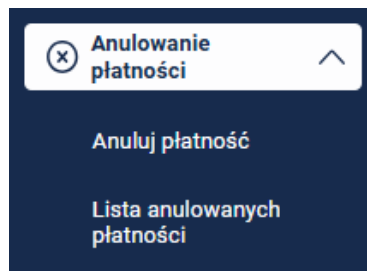 Anulowanie
płatności
Anuluj płatność
Lista anulowanych
płatności